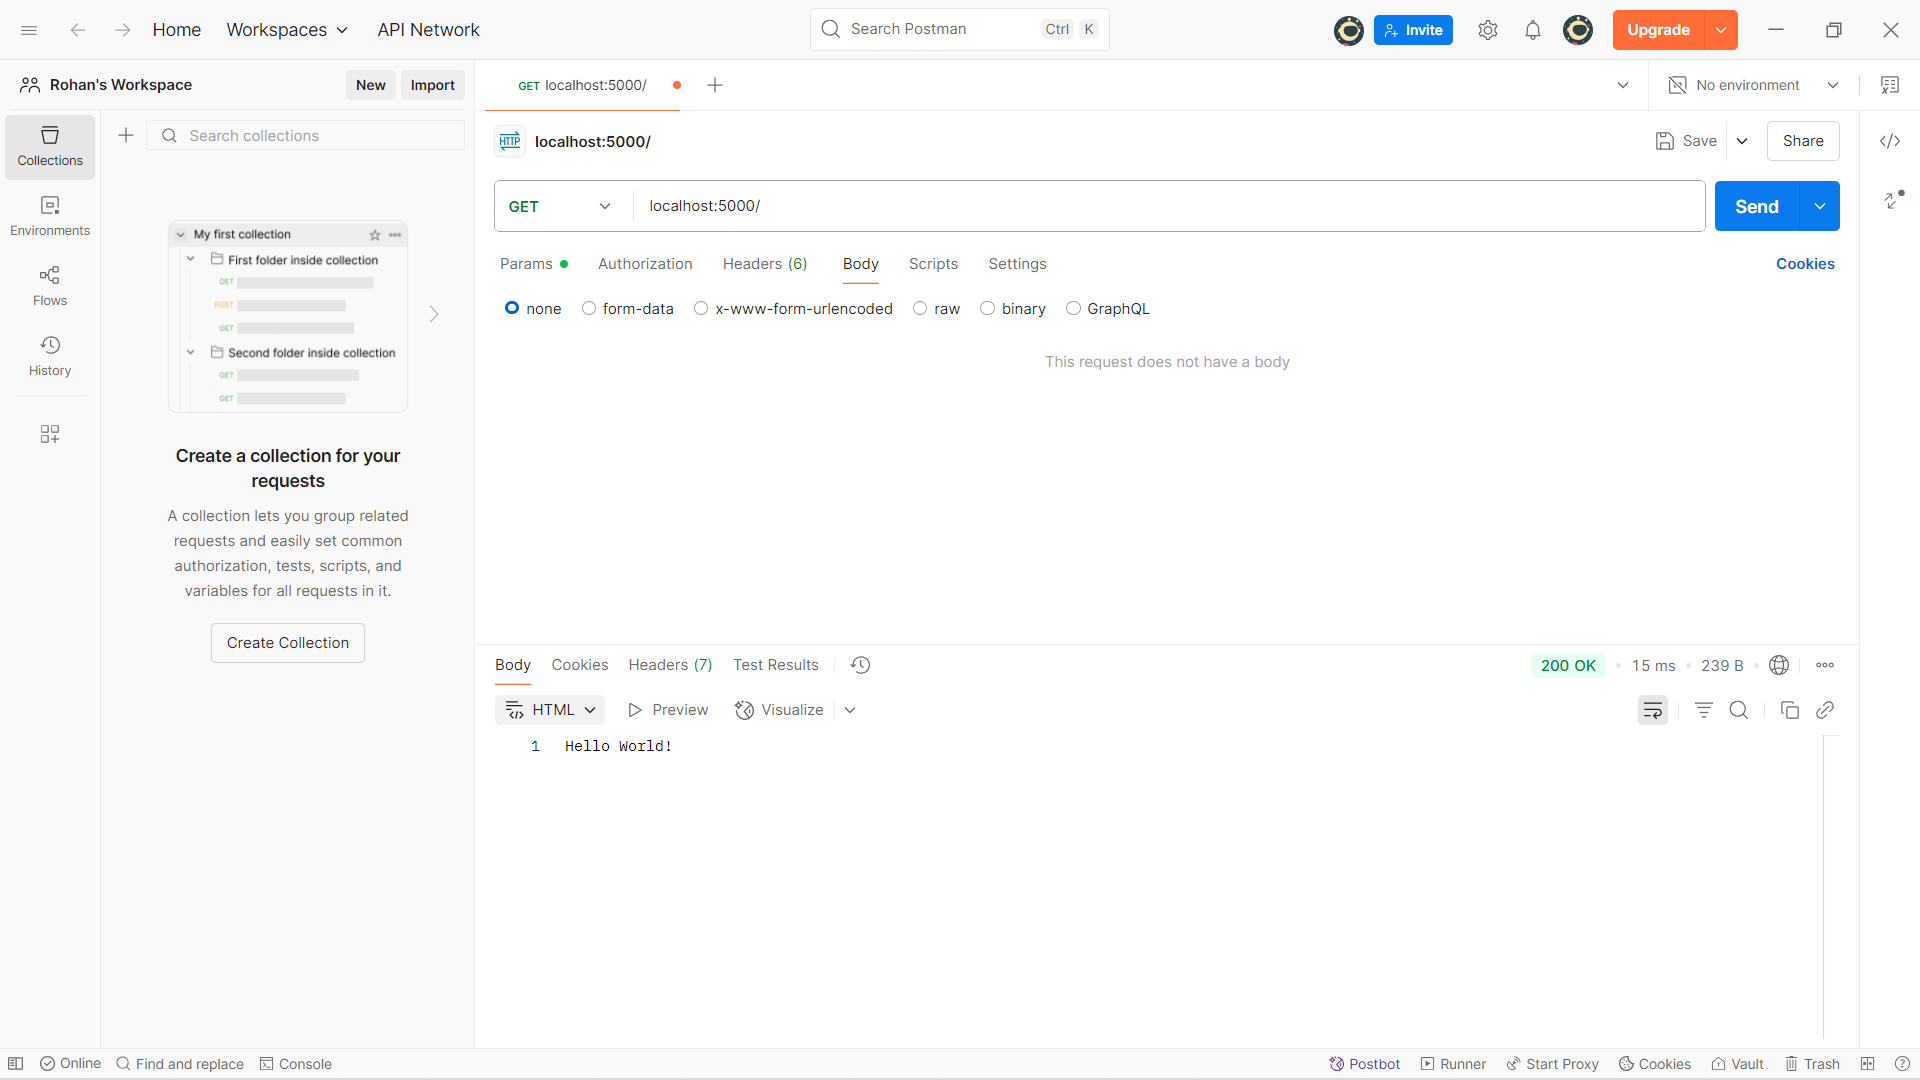 Home
Workspaces
API Network
Search Postman
Ctrl K
Invite
Upgrade
Rohan's Workspace
New
Import
GET localhost:5000/
No environment
Collections
Environments
Flows
History
Search collections
My first collection
First folder inside collection
GET
POST
GET
Second folder inside collection
GET
GET
Create a collection for your
requests
A collection lets you group related
requests and easily set common
authorization, tests, scripts, and
variables for all requests in it.
Create Collection
HTTP localhost:5000/
Save
Share
GET localhost:5000/
Send
Params Authorization Headers (6) Body Scripts Settings
Cookies
none form-data x-www-form-urlencoded raw binary GraphQL
This request does not have a body
Body Cookies Headers (7) Test Results
200 OK 15 ms 239 B
HTML Preview Visualize
1 Hello World!
Online Find and replace Console
Postbot Runner Start Proxy Cookies Vault Trash